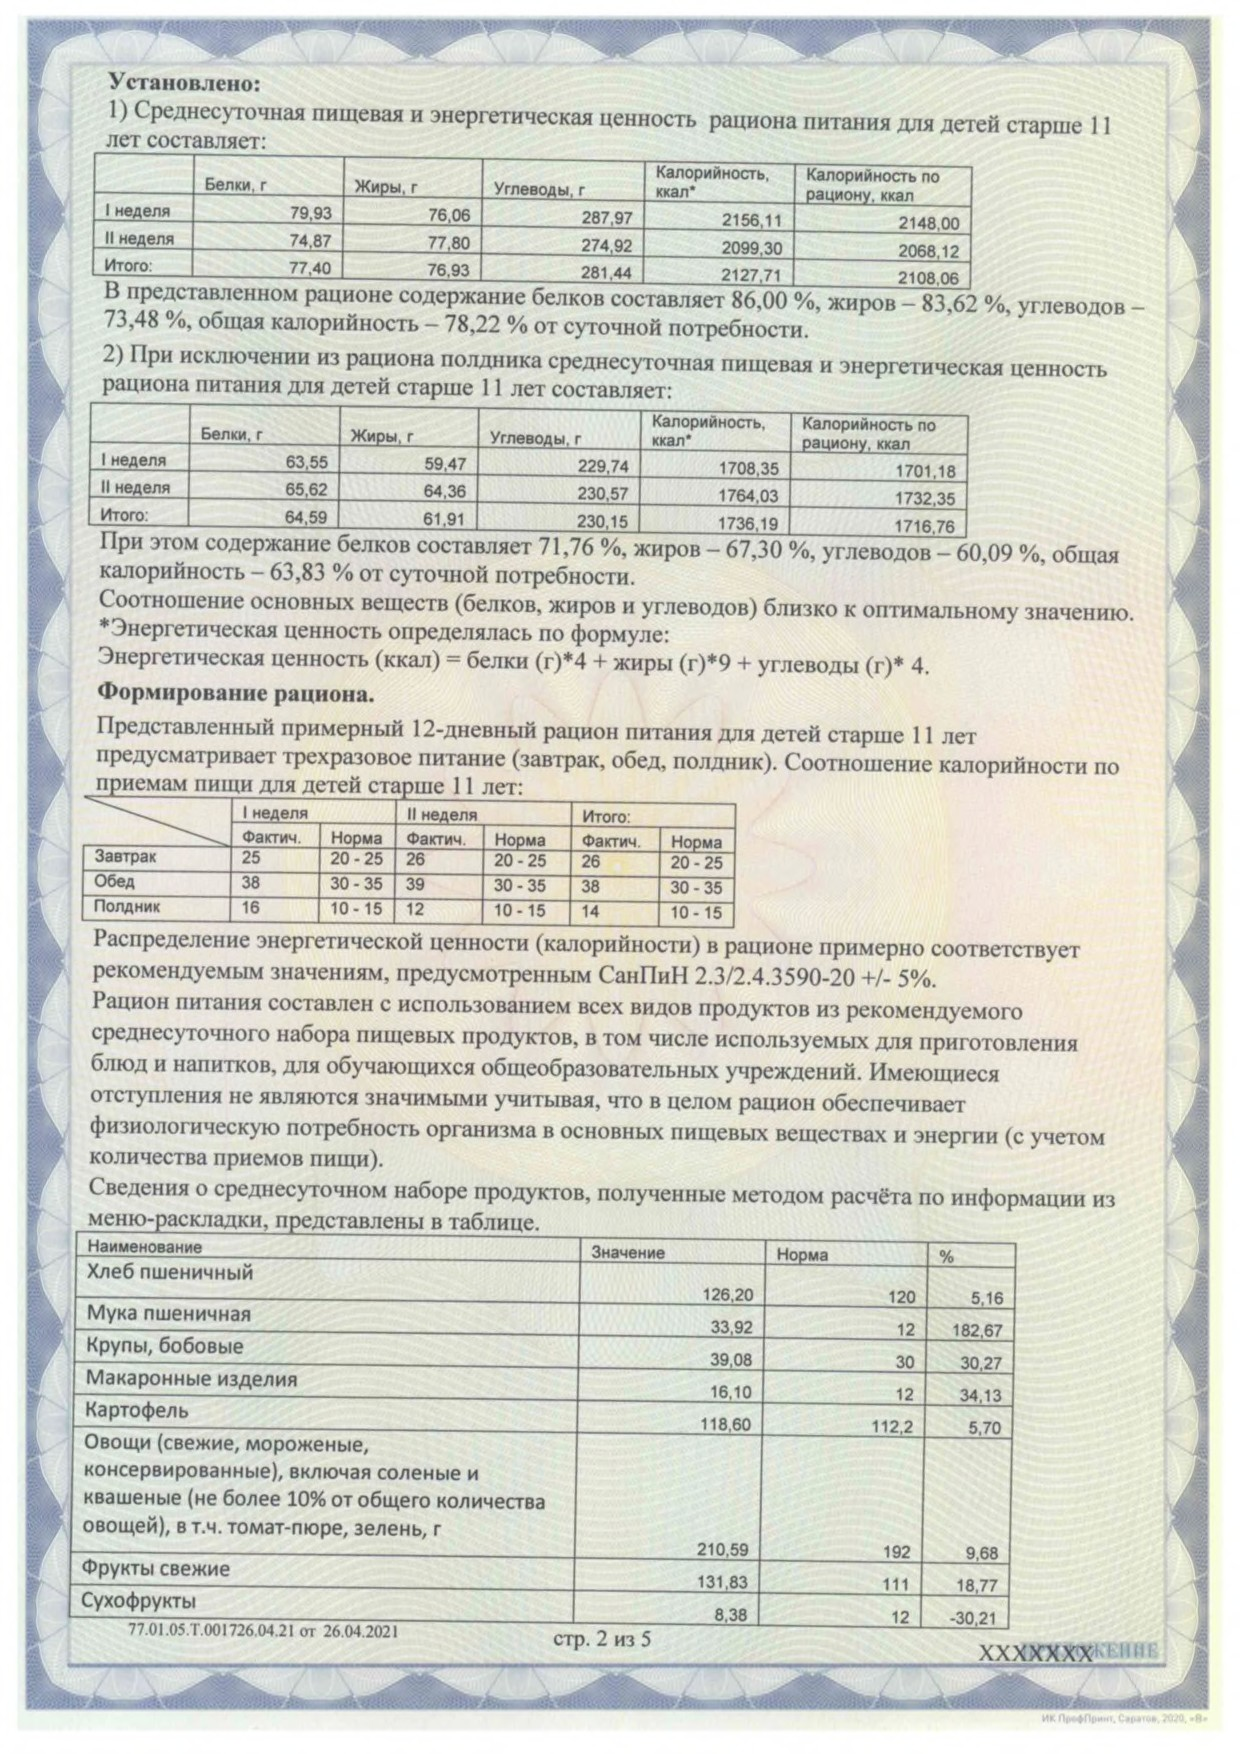 Установлено:
1) Среднесуточная пищевая и энергетическая ценность рациона питания для детей старше 11
лет составляет:
Белки, г Жиры, г Углеводы, г Калорийность, ккал* Калорийность по рациону, ккал
I неделя 79,93 76,06 287,97 2156,11 2148,00
II неделя 74,87 77,80 274,92 2099,30 2068,12
Итого: 77,40 76,93 281,44 2127,71 2108,06
В представленном рационе содержание белков составляет 86,00 %, жиров – 83,62 %, углеводов –
73,48 %, общая калорийность – 78,22 % от суточной потребности.
2) При исключении из рациона полдника среднесуточная пищевая и энергетическая ценность
рациона питания для детей старше 11 лет составляет:
Белки, г Жиры, г Углеводы, г Калорийность, ккал* Калорийность по рациону, ккал
I неделя 63,55 59,47 229,74 1708,35 1701,18
II неделя 65,62 64,36 230,57 1764,03 1732,35
Итого: 64,59 61,91 230,15 1736,19 1716,76
При этом содержание белков составляет 71,76 %, жиров – 67,30 %, углеводов – 60,09 %, общая
калорийность – 63,83 % от суточной потребности.
Соотношение основных веществ (белков, жиров и углеводов) близко к оптимальному значению.
*Энергетическая ценность определялась по формуле:
Энергетическая ценность (ккал) = белки (г)*4 + жиры (г)*9 + углеводы (г)* 4.
Формирование рациона.
Представленный примерный 12-дневный рацион питания для детей старше 11 лет
предусматривает трехразовое питание (завтрак, обед, полдник). Соотношение калорийности по
приемам пищи для детей старше 11 лет:
I неделя II неделя Итого:
Фактич. Норма Фактич. Норма Фактич. Норма
Завтрак 25 20 - 25 26 20 - 25 26 20 - 25
Обед 38 30 - 35 39 30 - 35 38 30 - 35
Полдник 16 10 - 15 12 10 - 15 14 10 - 15
Распределение энергетической ценности (калорийности) в рационе примерно соответствует
рекомендуемым значениям, предусмотренным СанПиН 2.3/2.4.3590-20 +/- 5%.
Рацион питания составлен с использованием всех видов продуктов из рекомендуемого
среднесуточного набора пищевых продуктов, в том числе используемых для приготовления
блюд и напитков, для обучающихся общеобразовательных учреждений. Имеющиеся
отступления не являются значимыми учитывая, что в целом рацион обеспечивает
физиологическую потребность организма в основных пищевых веществах и энергии (с учетом
количества приемов пищи).
Сведения о среднесуточном наборе продуктов, полученные методом расчёта по информации из
меню-раскладки, представлены в таблице.
Наименование Значение Норма %
Хлеб пшеничный 126,20 120 5,16
Мука пшеничная 33,92 12 182,67
Крупы, бобовые 39,08 30 30,27
Макаронные изделия 16,10 12 34,13
Картофель 118,60 112,2 5,70
Овощи (свежие, мороженые,
консервированные), включая соленые и
квашеные (не более 10% от общего количества
овощей), в т.ч. томат-пюре, зелень, г
210,59 192 9,68
Фрукты свежие 131,83 111 18,77
Сухофрукты 8,38 12 -30,21
77.01.05.Т.001726.04.21 от 26.04.2021
стр. 2 из 5
XXXXXXX
ИК ПрофПринт, Саратов, 2020, «В»